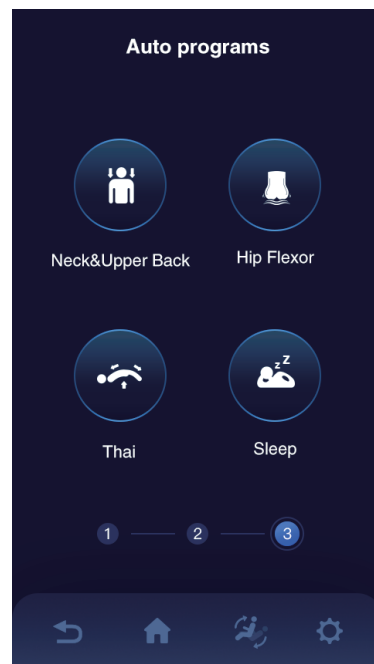 Auto programs
Neck&Upper Back
Hip Flexor
z Z
Thai
Sleep
1 2 3